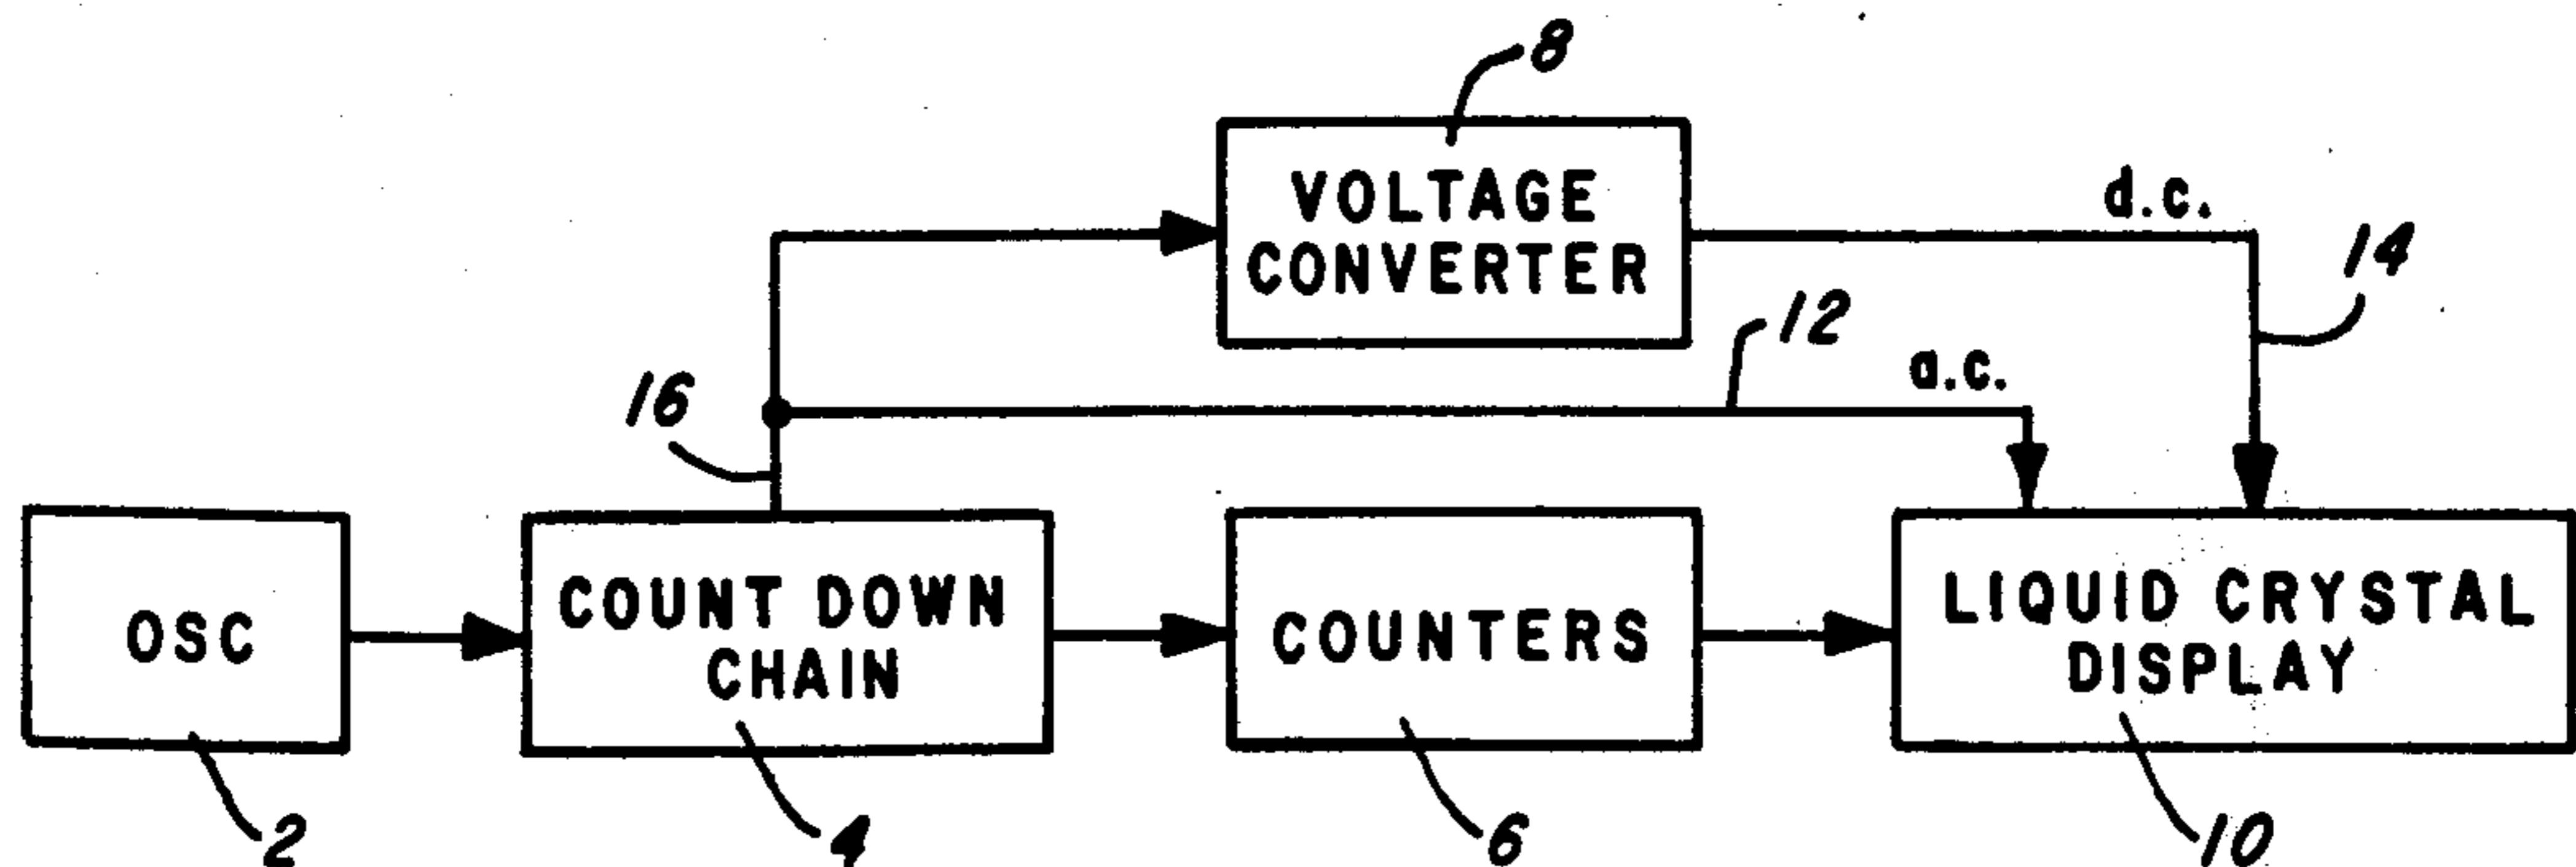 8
VOLTAGE
CONVERTER
d.c.
14
12
a.c.
16
OSC
COUNT DOWN
CHAIN
COUNTERS
LIQUID CRYSTAL
DISPLAY
2
4
6
10